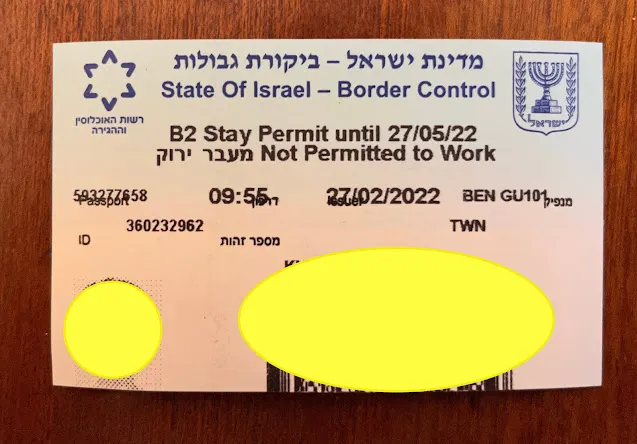 מדינת ישראל – ביקורת גבולות
State Of Israel – Border Control
רשות האוכלוסין
וההגירה
ישראל
B2 Stay Permit until 27/05/22
מעבר ירוק Not Permitted to Work
593277658 09:55 27/02/2022 BEN GU101
Passport דרכון Issuer מנפיק
360232962 TWN
ID מספר זהות